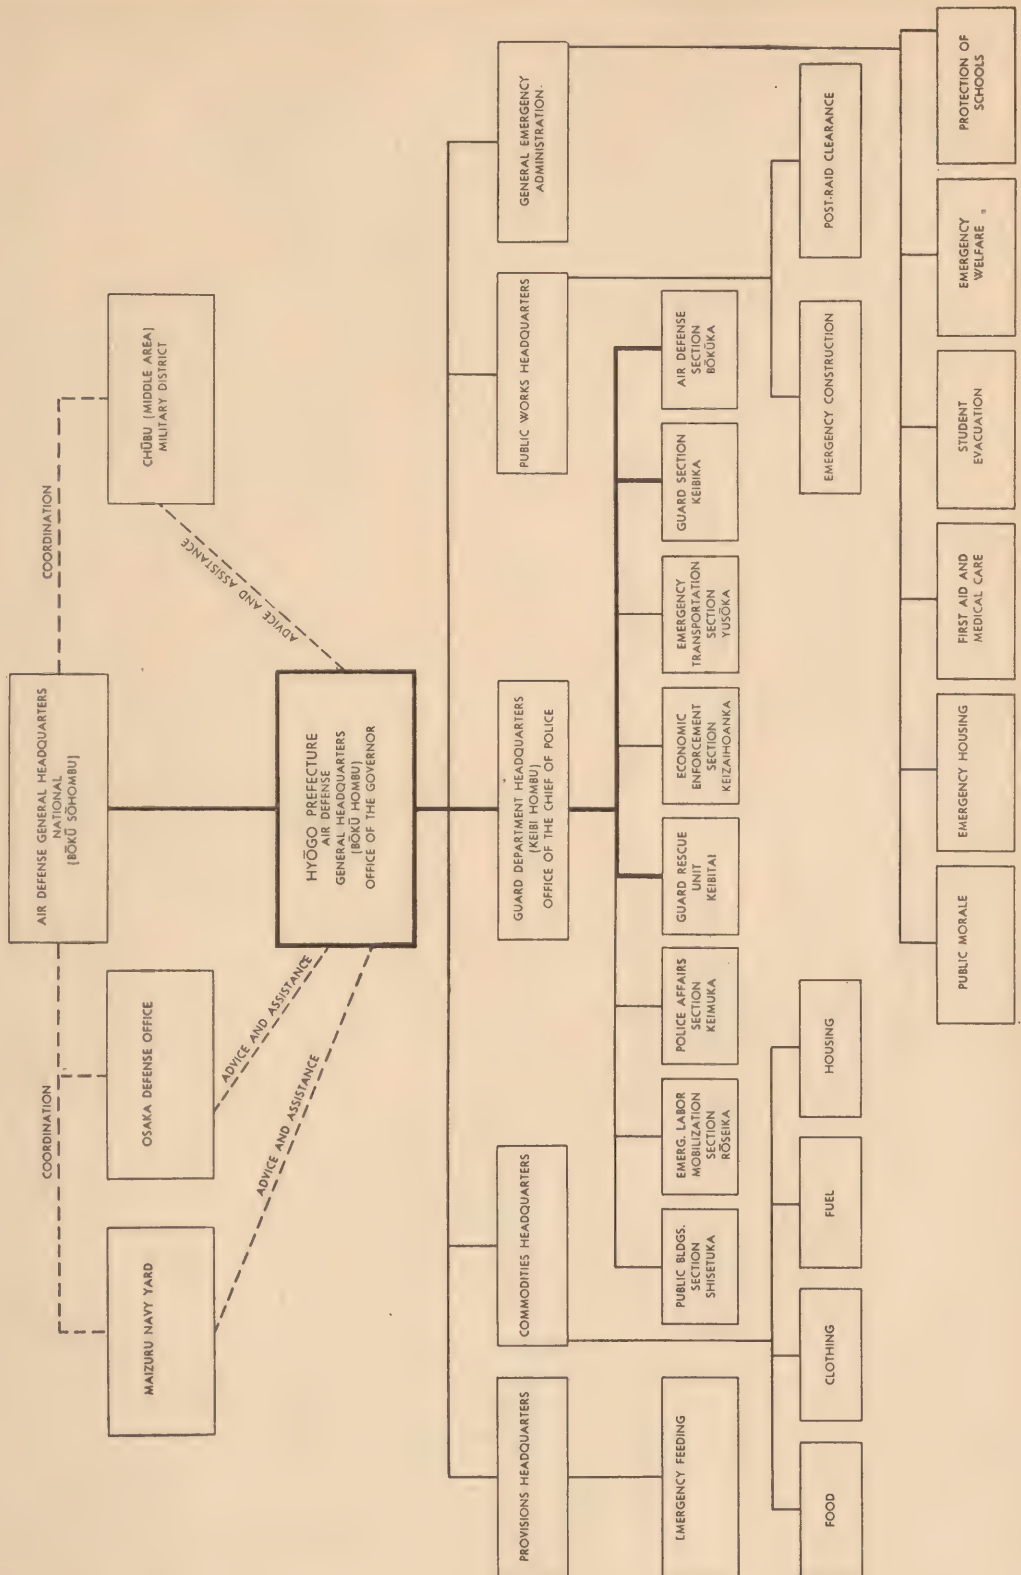 AIR DEFENSE GENERAL HEADQUARTERS
NATIONAL
(BŌKŪ SŌHOMBU)
COORDINATION
COORDINATION
MAIZURU NAVY YARD
OSAKA DEFENSE OFFICE
CHŪBU (MIDDLE AREA)
MILITARY DISTRICT
ADVICE AND ASSISTANCE
ADVICE AND ASSISTANCE
ADVICE AND ASSISTANCE
HYŌGO PREFECTURE
AIR DEFENSE
GENERAL HEADQUARTERS
(BŌKŪ HOMBU)
OFFICE OF THE GOVERNOR
PROVISIONS HEADQUARTERS
COMMODITIES HEADQUARTERS
GUARD DEPARTMENT HEADQUARTERS
(KEIBI HOMBU)
OFFICE OF THE CHIEF OF POLICE
PUBLIC WORKS HEADQUARTERS
GENERAL EMERGENCY
ADMINISTRATION
EMERGENCY FEEDING
PUBLIC BLDGS.
SECTION
SHISETUKA
EMERG. LABOR
MOBILIZATION
SECTION
RŌSEIKA
POLICE AFFAIRS
SECTION
KEIMUKA
GUARD RESCUE
UNIT
KEIBITAI
ECONOMIC
ENFORCEMENT
SECTION
KEIZAIHOANKA
EMERGENCY
TRANSPORTATION
SECTION
YUSŌKA
GUARD SECTION
KEIBIKA
AIR DEFENSE
SECTION
BŌKŪKA
FOOD
CLOTHING
FUEL
HOUSING
EMERGENCY CONSTRUCTION
POST-RAID CLEARANCE
PUBLIC MORALE
EMERGENCY HOUSING
FIRST AID AND
MEDICAL CARE
STUDENT
EVACUATION
EMERGENCY
WELFARE
PROTECTION OF
SCHOOLS